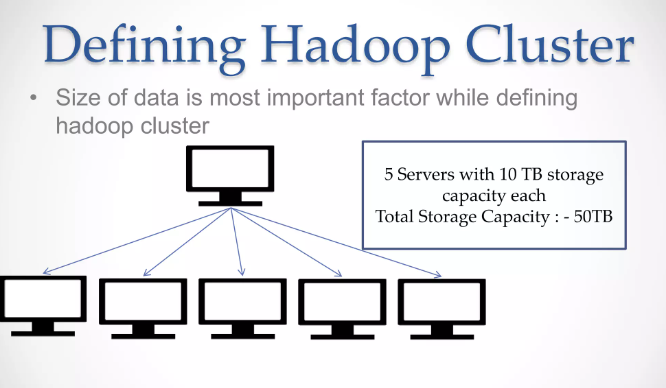 Defining Hadoop Cluster
• Size of data is most important factor while defining
hadoop cluster
5 Servers with 10 TB storage
capacity each
Total Storage Capacity : - 50TB